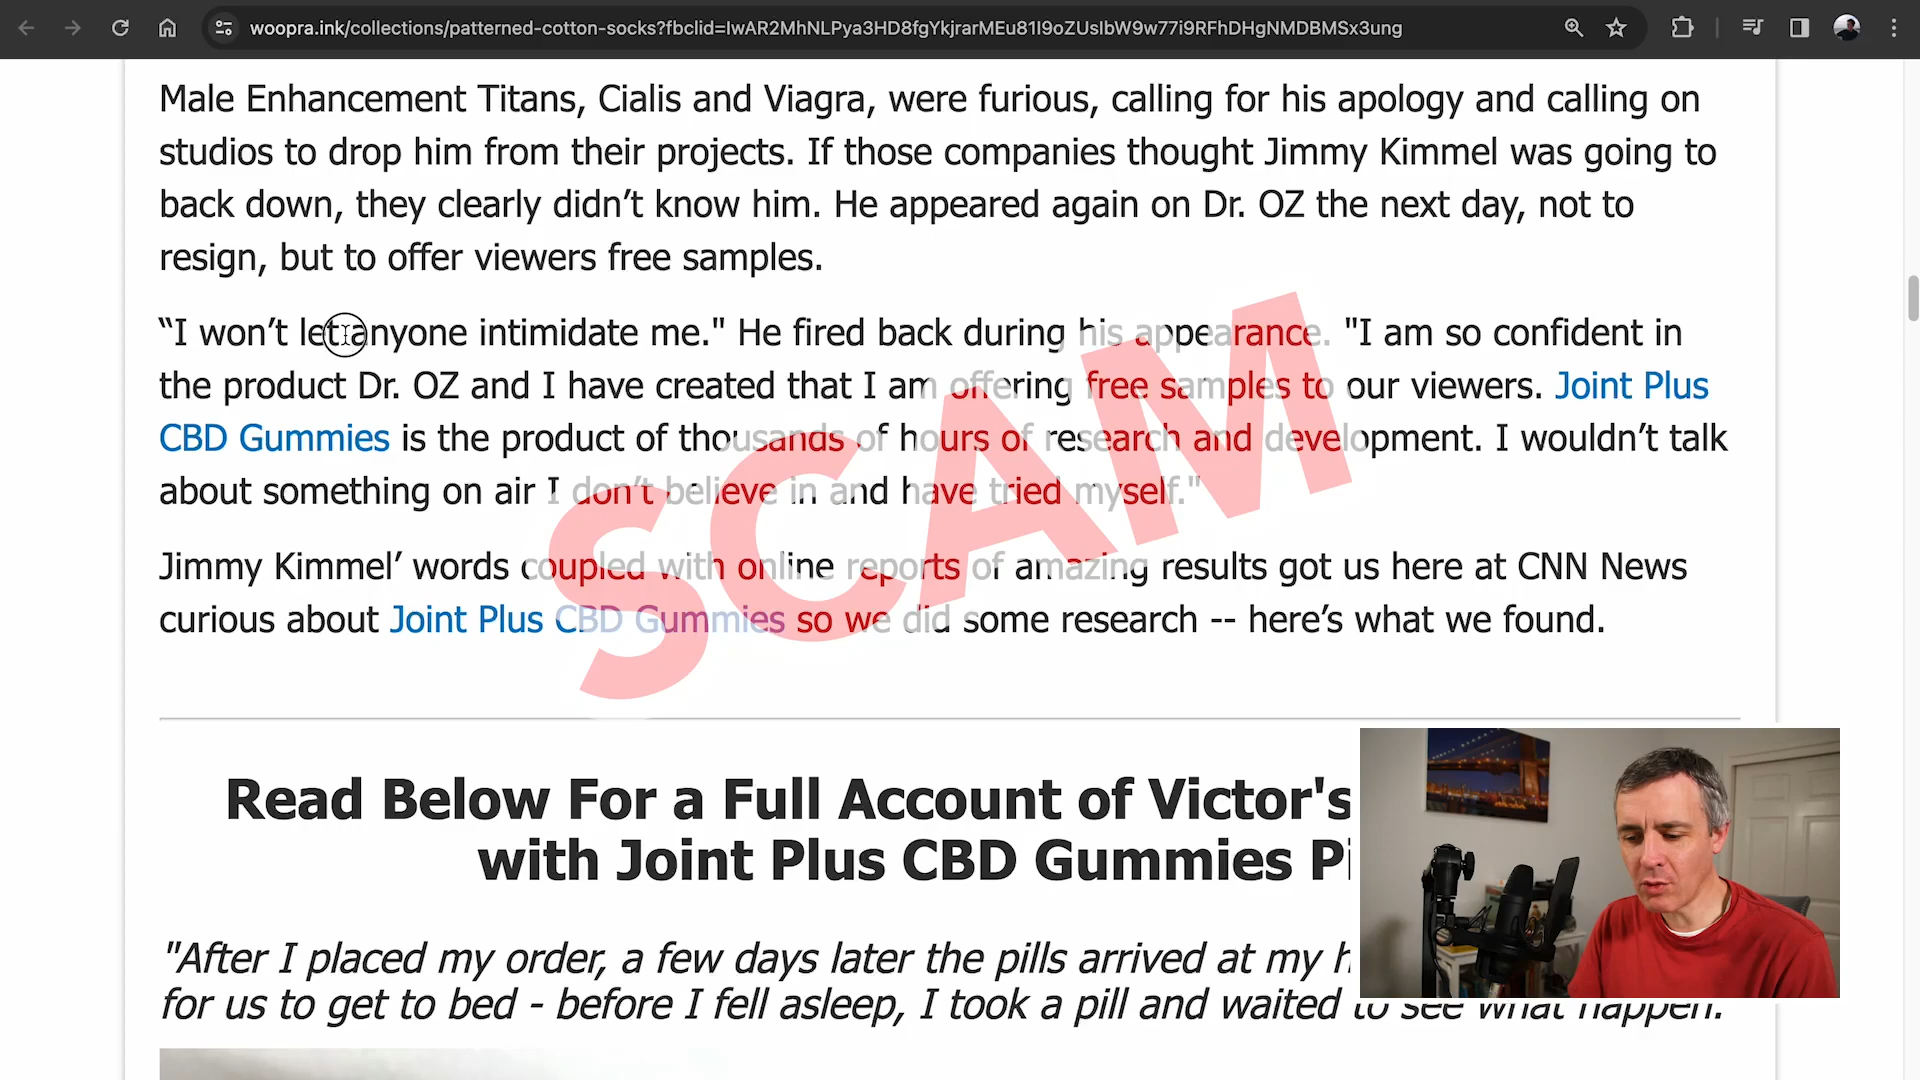 woopra.ink/collections/patterned-cotton-socks?fbclid=IwAR2MhNLPya3HD8fgYkjrarMEu81I9oZUsIbW9w77i9RFhDHgNMDBMSx3ung
Male Enhancement Titans, Cialis and Viagra, were furious, calling for his apology and calling on
studios to drop him from their projects. If those companies thought Jimmy Kimmel was going to
back down, they clearly didn’t know him. He appeared again on Dr. OZ the next day, not to
resign, but to offer viewers free samples.
“I won’t let anyone intimidate me." He fired back during his appearance. "I am so confident in
the product Dr. OZ and I have created that I am offering free samples to our viewers. Joint Plus
CBD Gummies is the product of thousands of hours of research and development. I wouldn’t talk
about something on air I don’t believe in and have tried myself."
SCAM
Jimmy Kimmel’ words coupled with online reports of amazing results got us here at CNN News
curious about Joint Plus CBD Gummies so we did some research -- here’s what we found.
Read Below For a Full Account of Victor's
with Joint Plus CBD Gummies
"After I placed my order, a few days later the pills arrived at my
for us to get to bed - before I fell asleep, I took a pill and waited to see what happen.